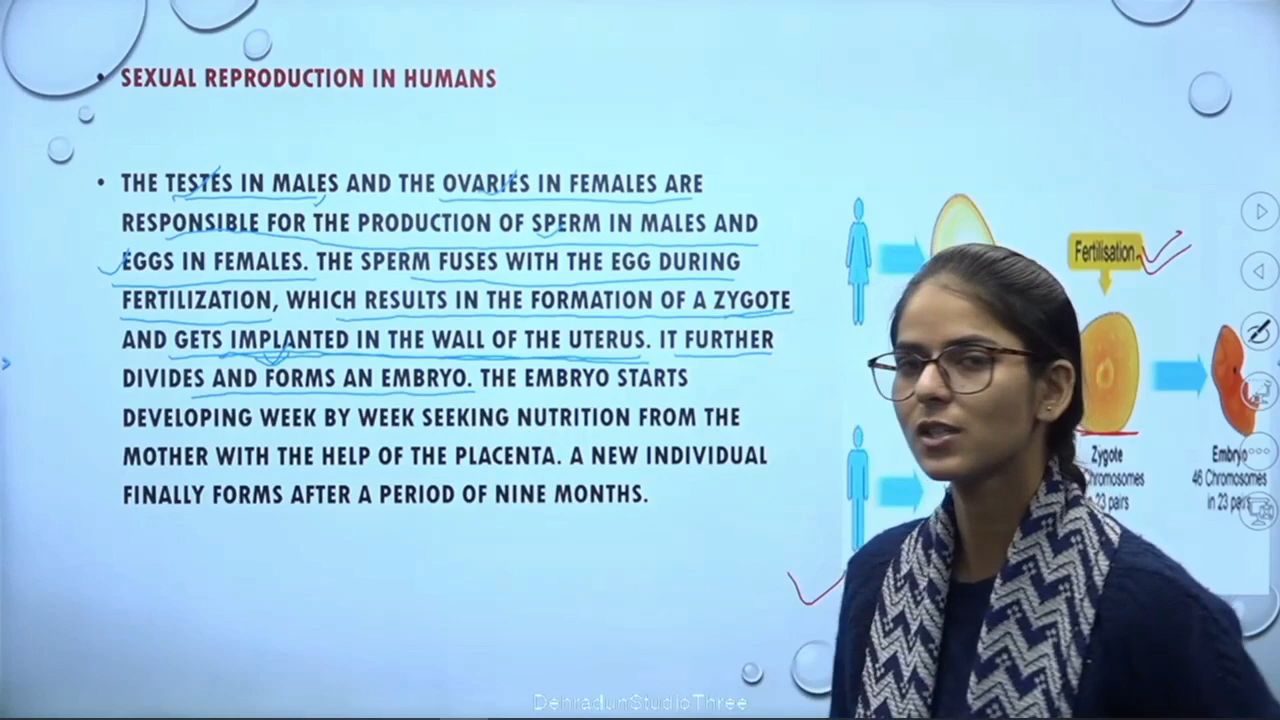 • SEXUAL REPRODUCTION IN HUMANS
• THE TESTES IN MALES AND THE OVARIES IN FEMALES ARE
RESPONSIBLE FOR THE PRODUCTION OF SPERM IN MALES AND
EGGS IN FEMALES. THE SPERM FUSES WITH THE EGG DURING
FERTILIZATION, WHICH RESULTS IN THE FORMATION OF A ZYGOTE
AND GETS IMPLANTED IN THE WALL OF THE UTERUS. IT FURTHER
DIVIDES AND FORMS AN EMBRYO. THE EMBRYO STARTS
DEVELOPING WEEK BY WEEK SEEKING NUTRITION FROM THE
MOTHER WITH THE HELP OF THE PLACENTA. A NEW INDIVIDUAL
FINALLY FORMS AFTER A PERIOD OF NINE MONTHS.
Fertilisation
Zygote
Chromosomes
23 pairs
Embryo
46 Chromosomes
in 23 pairs
DehradunStudioThree